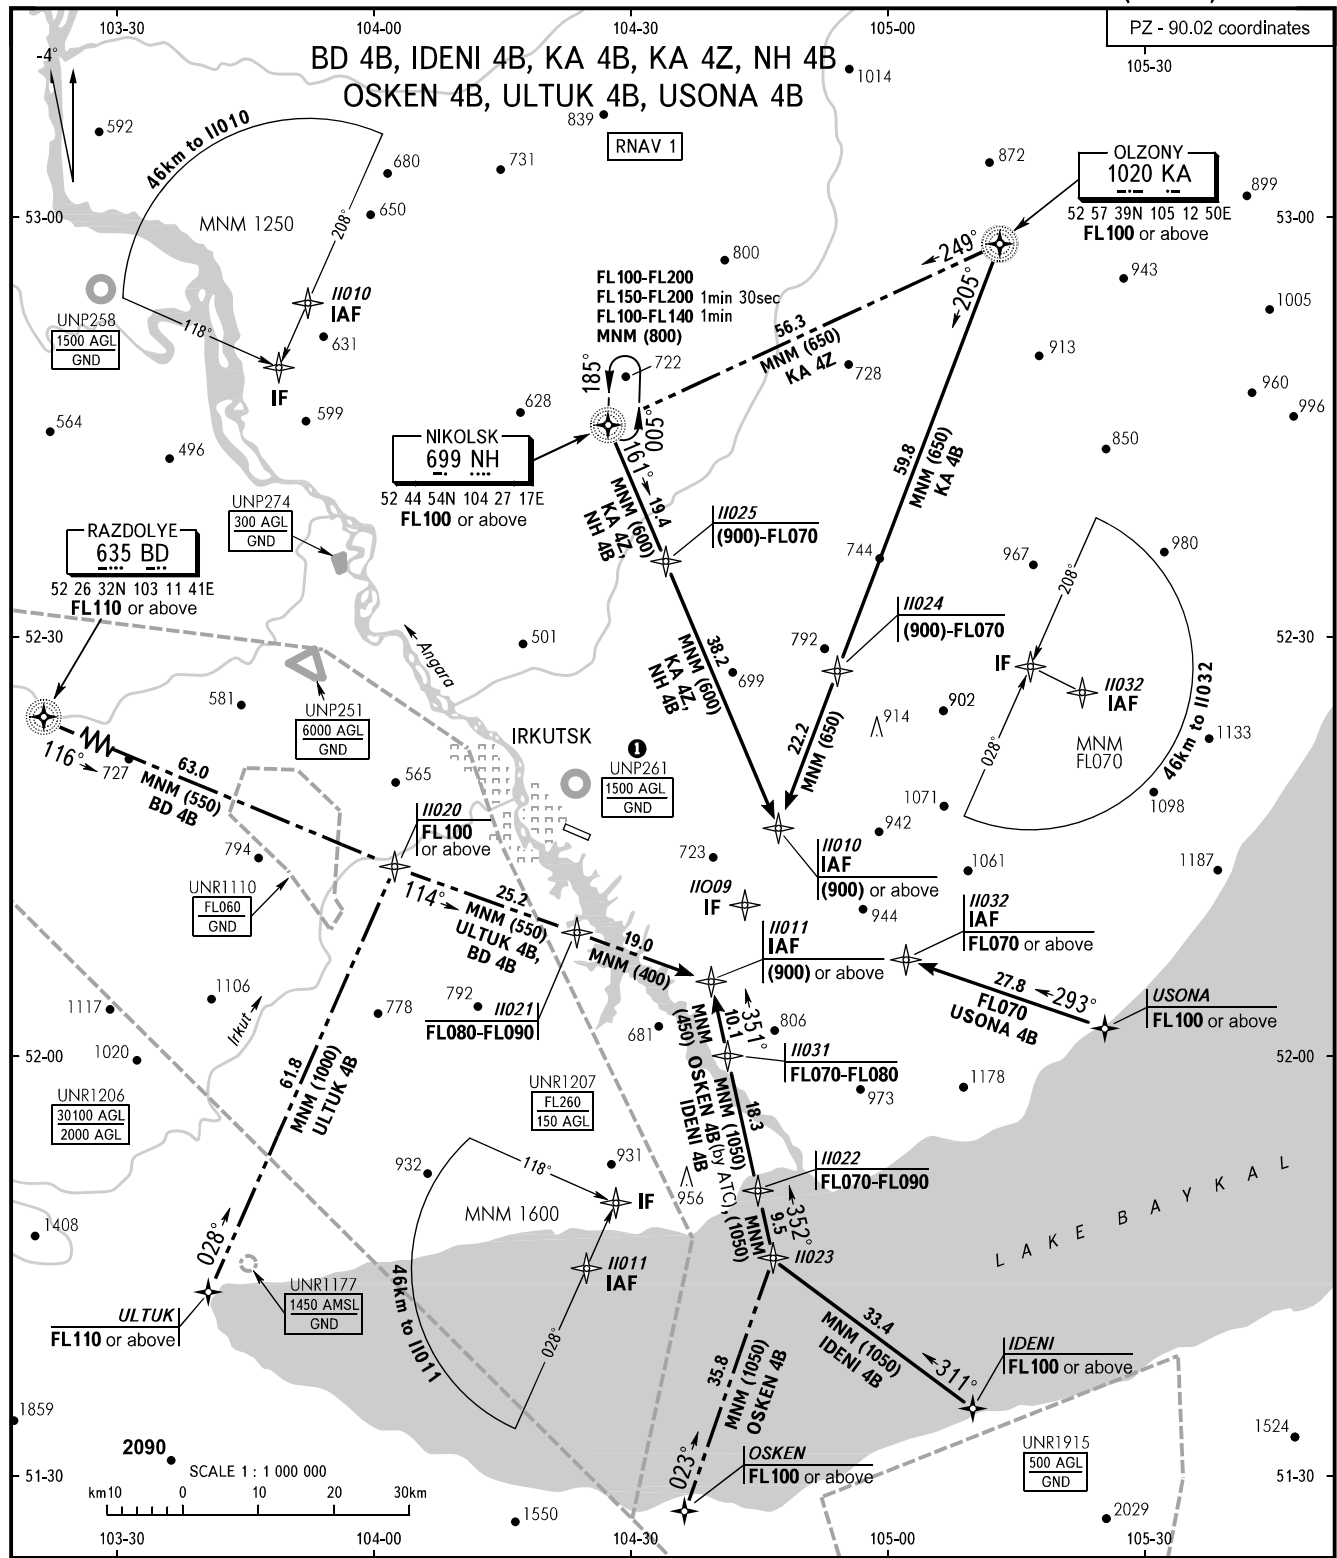 103-30
104-00
104-30
105-00
PZ - 90.02 coordinates
-4°
BD 4B, IDENI 4B, KA 4B, KA 4Z, NH 4B
OSKEN 4B, ULTUK 4B, USONA 4B
105-30
1014
592
839
RNAV 1
46km to II010
680
731
872
OLZONY
1020 KA
52 57 39N 105 12 50E
FL100 or above
899
53-00
53-00
MNM 1250
650
208°
249°
205°
800
943
1005
FL100-FL200
FL150-FL200 1min 30sec
FL100-FL140 1min
MNM (800)
II010
IAF
UNP258
1500 AGL
GND
118°
631
IF
56.3
MNM (650)
KA 4Z
913
728
960
996
185°
722
005°
564
599
628
496
850
NIKOLSK
699 NH
52 44 54N 104 27 17E
FL100 or above
161°
19.4
MNM (600)
KA 4Z,
NH 4B
59.8
MNM (650)
KA 4B
UNP274
300 AGL
GND
II025
(900)-FL070
RAZDOLYE
635 BD
52 26 32N 103 11 41E
FL110 or above
744
967
980
208°
II024
(900)-FL070
52-30
52-30
Angara
501
38.2
MNM (600)
KA 4Z,
NH 4B
699
792
IF
II032
IAF
46km to II032
581
UNP251
6000 AGL
GND
902
914
1133
MNM
FL070
028°
116°
727
63.0
MNM (550)
BD 4B
IRKUTSK
1
UNP261
1500 AGL
GND
22.2
MNM (650)
565
1071
1098
II020
FL100
or above
942
II010
IAF
(900) or above
723
794
1061
1187
UNR1110
FL060
GND
IIO09
IF
944
II032
IAF
FL070 or above
114°
25.2
MNM (550)
ULTUK 4B,
BD 4B
19.0
MNM (400)
II011
IAF
(900) or above
27.8
293°
FL070
USONA 4B
USONA
FL100 or above
1106
1117
Irkut
778
792
II021
FL080-FL090
681
MNM
(450)
10.1
351°
806
II031
FL070-FL080
52-00
52-00
1020
61.8
MNM (1000)
ULTUK 4B
UNR1206
30100 AGL
2000 AGL
UNR1207
FL260
150 AGL
OSKEN 4B
IDENI 4B
MNM (1050)
OSKEN 4B(by ATC),
18.3
973
1178
932
118°
931
956
II022
FL070-FL090
IF
MNM 1600
MNM
(1050)
9.5
352°
II023
LAKE BAYKAL
1408
028°
II011
IAF
46km to II011
028°
UNR1177
1450 AMSL
GND
ULTUK
FL110 or above
33.4
MNM (1050)
IDENI 4B
311°
IDENI
FL100 or above
35.8
MNM (1050)
OSKEN 4B
1859
2090
SCALE 1 : 1 000 000
km10 0 10 20 30km
023°
OSKEN
FL100 or above
UNR1915
500 AGL
GND
1524
51-30
51-30
1550
2029
103-30
104-00
104-30
105-00
105-30